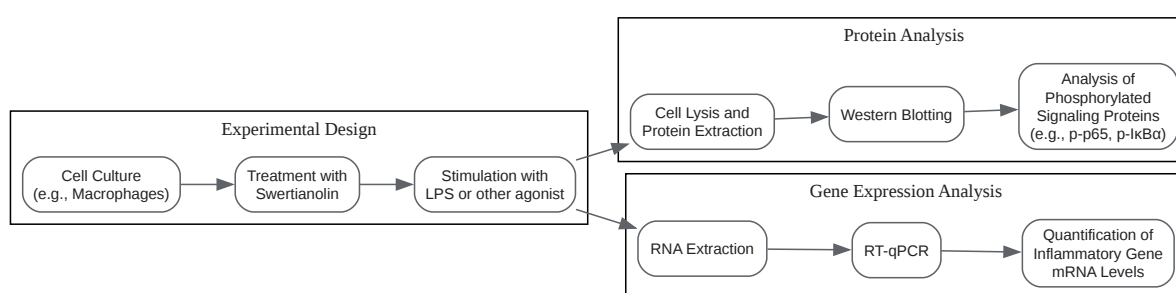 Experimental Design
Cell Culture
(e.g., Macrophages)
Treatment with
Swertianolin
Stimulation with
LPS or other agonist
Protein Analysis
Cell Lysis and
Protein Extraction
Western Blotting
Analysis of
Phosphorylated
Signaling Proteins
(e.g., p-p65, p-IκBα)
Gene Expression Analysis
RNA Extraction
RT-qPCR
Quantification of
Inflammatory Gene
mRNA Levels